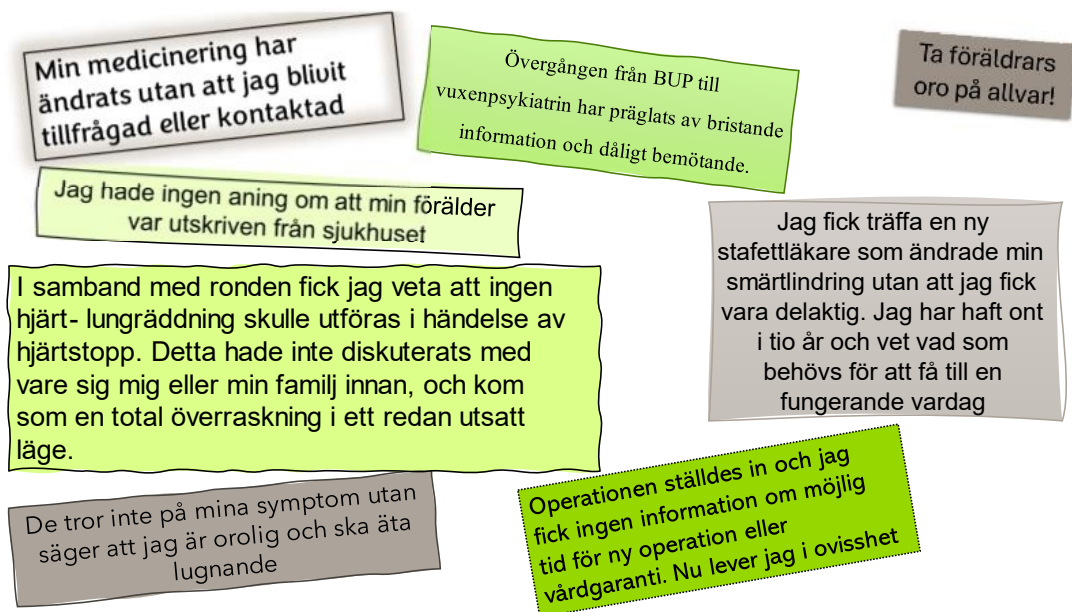 Min medicinering har
ändrats utan att jag blivit
tillfrågad eller kontaktad
Övergången från BUP till
vuxenpsykiatrin har präglats av bristande
information och dåligt bemötande.
Ta föräldrars
oro på allvar!
Jag hade ingen aning om att min förälder
var utskriven från sjukhuset
Jag fick träffa en ny
stafettläkare som ändrade min
smärtlindring utan att jag fick
vara delaktig. Jag har haft ont
i tio år och vet vad som
behövs för att få till en
fungerande vardag
I samband med ronden fick jag veta att ingen
hjärt- lungräddning skulle utföras i händelse av
hjärtstopp. Detta hade inte diskuterats med
vare sig mig eller min familj innan, och kom
som en total överraskning i ett redan utsatt
läge.
De tror inte på mina symptom utan
säger att jag är orolig och ska äta
lugnande
Operationen ställdes in och jag
fick ingen information om möjlig
tid för ny operation eller
vårdgaranti. Nu lever jag i ovisshet